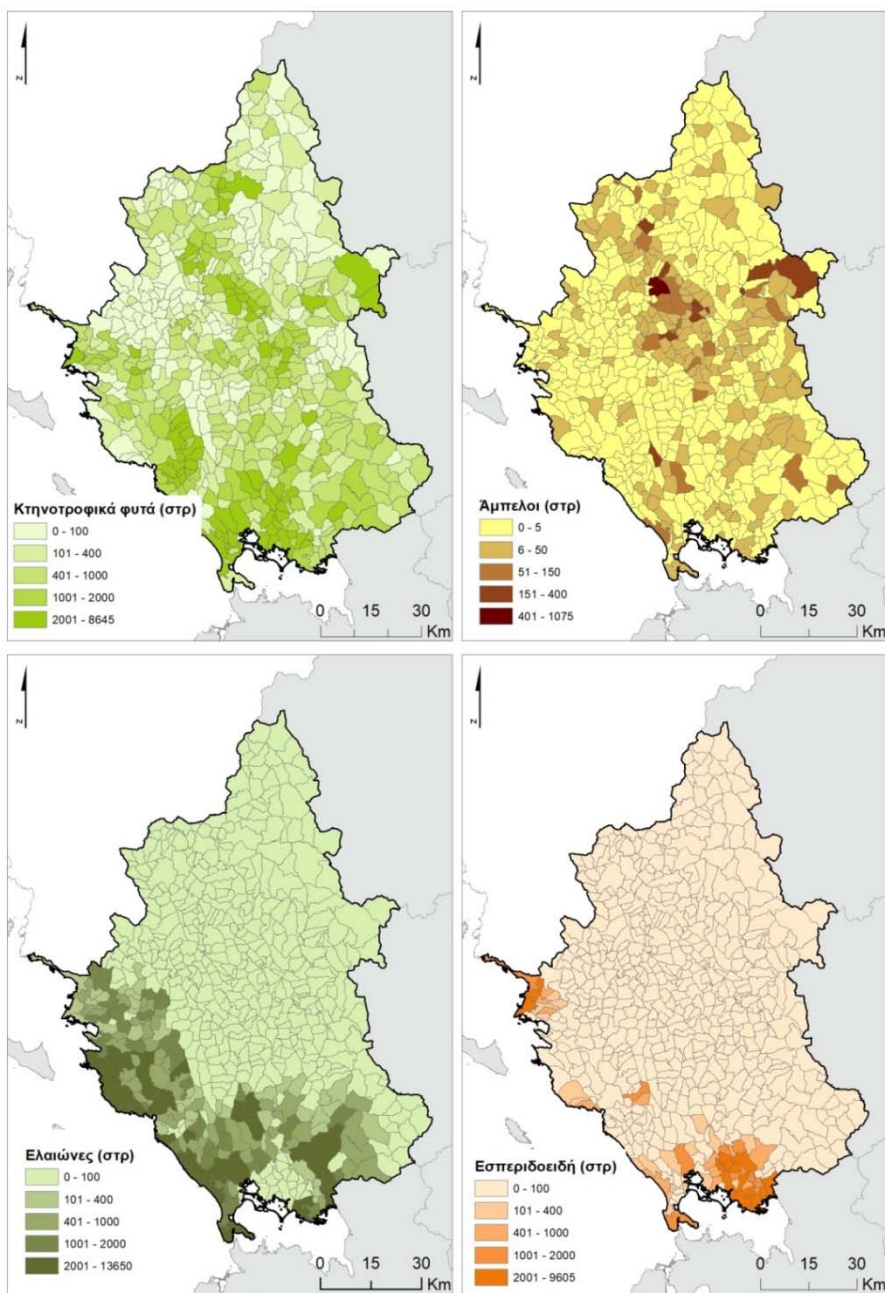 z
Κτηνοτροφικά φυτά (στρ)
0 - 100
101 - 400
401 - 1000
1001 - 2000
2001 - 8645
0 15 30
Km
z
Άμπελοι (στρ)
0 - 5
6 - 50
51 - 150
151 - 400
401 - 1075
0 15 30
Km
z
Ελαιώνες (στρ)
0 - 100
101 - 400
401 - 1000
1001 - 2000
2001 - 13650
0 15 30
Km
z
Εσπεριδοειδή (στρ)
0 - 100
101 - 400
401 - 1000
1001 - 2000
2001 - 9605
0 15 30
Km